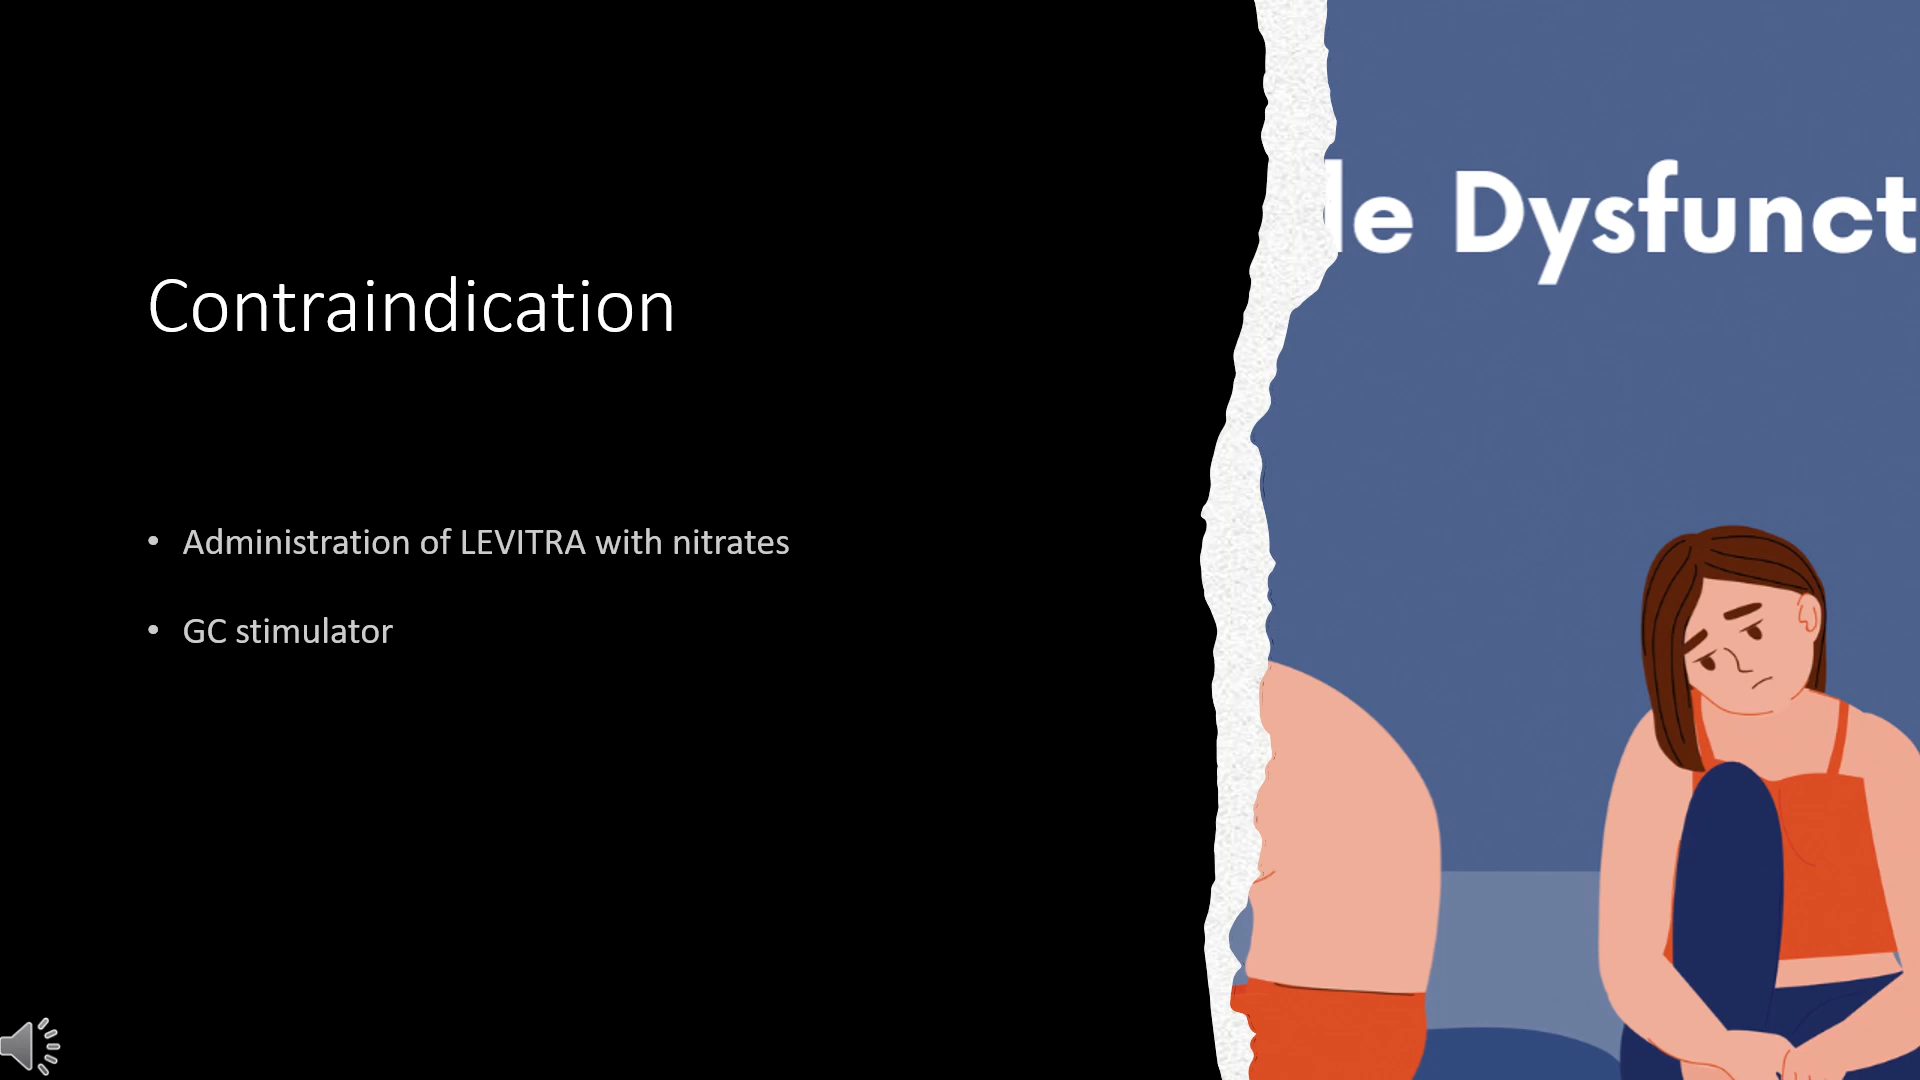 Contraindication
• Administration of LEVITRA with nitrates
• GC stimulator
le Dysfunct